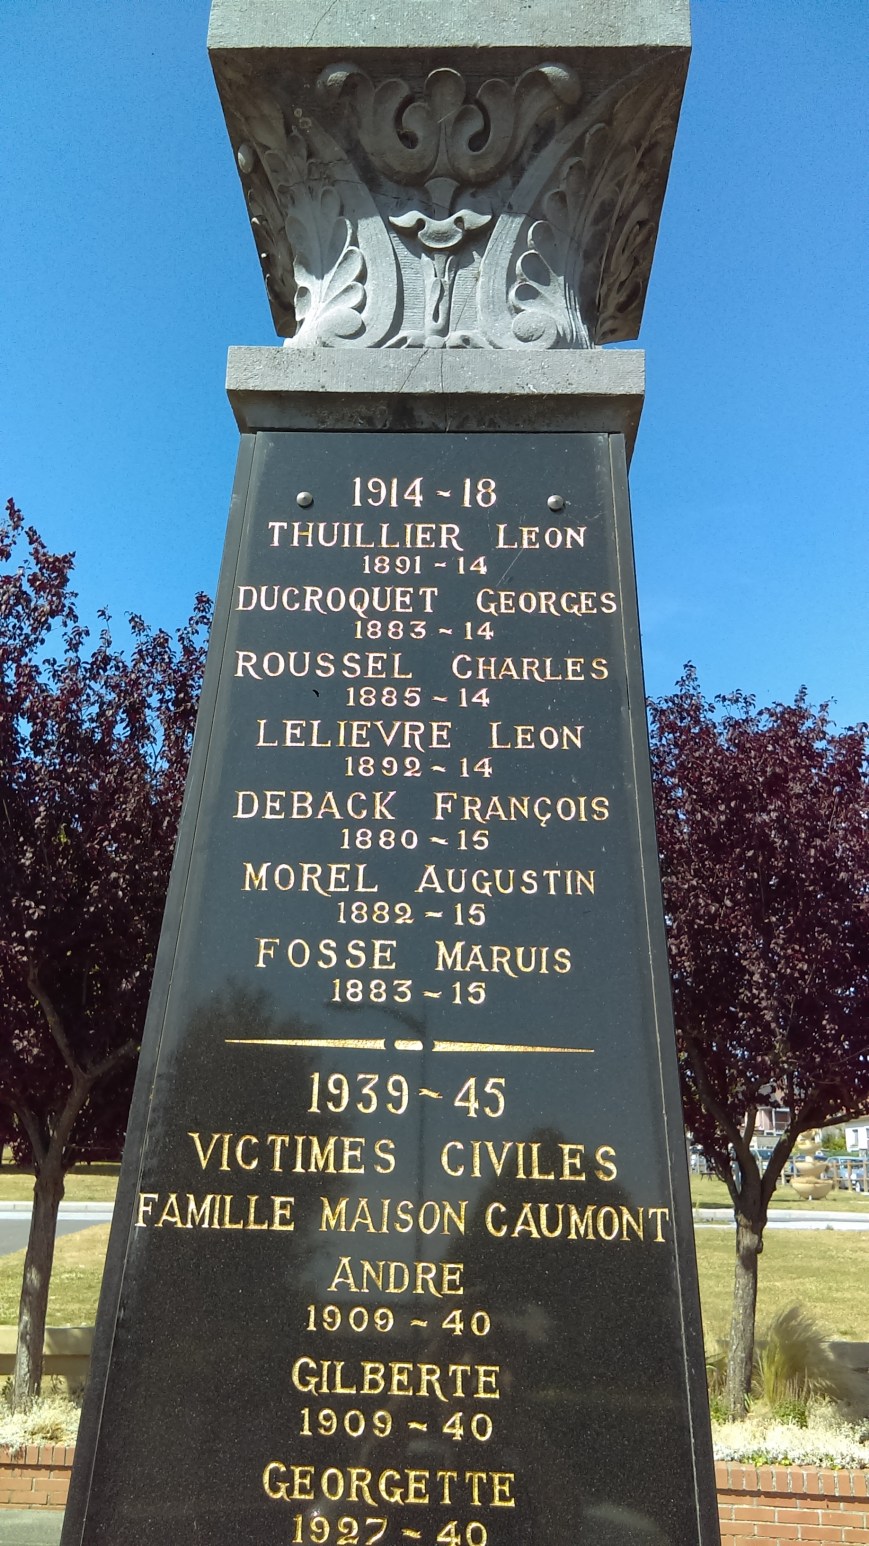 1914 ~ 18
THUILLIER LEON
1891 ~ 14
DUCROQUET GEORGES
1883 ~ 14
ROUSSEL CHARLES
1885 ~ 14
LELIEVRE LEON
1892 ~ 14
DEBACK FRANÇOIS
1880 ~ 15
MOREL AUGUSTIN
1882 ~ 15
FOSSE MARUIS
1883 ~ 15
1939 ~ 45
VICTIMES CIVILES
FAMILLE MAISON CAUMONT
ANDRE
1909 ~ 40
GILBERTE
1909 ~ 40
GEORGETTE
1927 ~ 40